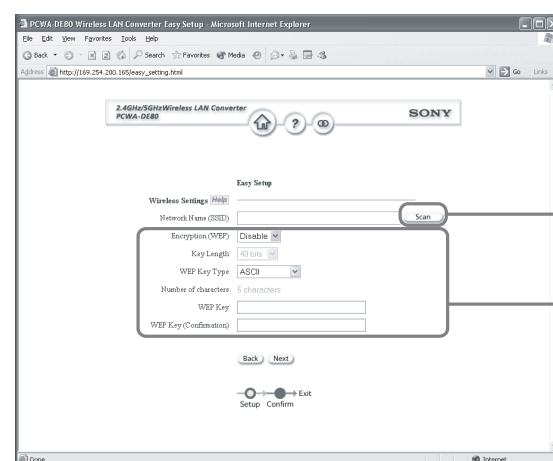 PCWA-DE80 Wireless LAN Converter Easy Setup - Microsoft Internet Explorer
File Edit View Favorites Tools Help
Back Search Favorites Media
Address http://169.254.200.165/easy_setting.html Go Links
2.4GHz/5GHzWireless LAN Converter
PCWA-DE80
SONY
Easy Setup
Wireless Settings Help
Network Name (SSID) Scan
Encryption (WEP) Disable
Key Length 40 bits
WEP Key Type ASCII
Number of characters 5 characters
WEP Key
WEP Key (Confirmation)
Back Next
Exit
Setup Confirm
Done Internet